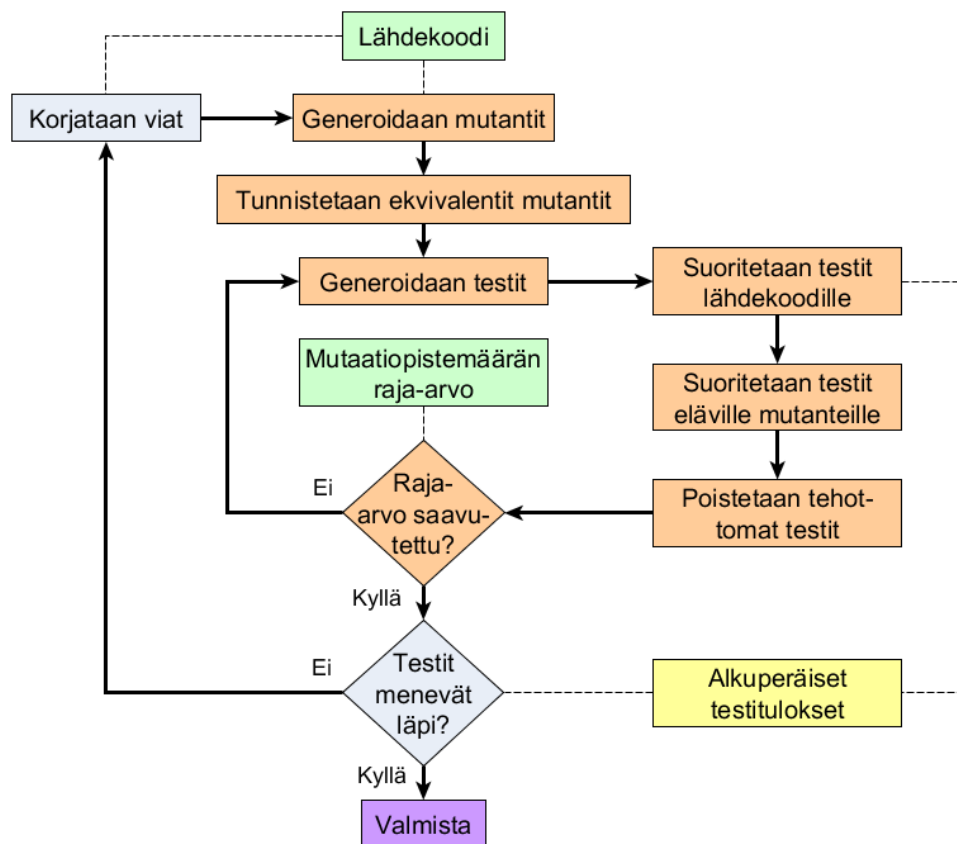 Lähdekoodi
Korjataan viat
Generoidaan mutantit
Tunnistetaan ekvivalentit mutantit
Generoidaan testit
Suoritetaan testit
lähdekoodille
Mutaatiopistemäärän
raja-arvo
Suoritetaan testit
eläville mutanteille
Ei
Raja-
arvo saavu-
tettu?
Poistetaan tehot-
tomat testit
Kyllä
Ei
Testit
menevät
läpi?
Alkuperäiset
testitulokset
Kyllä
Valmista